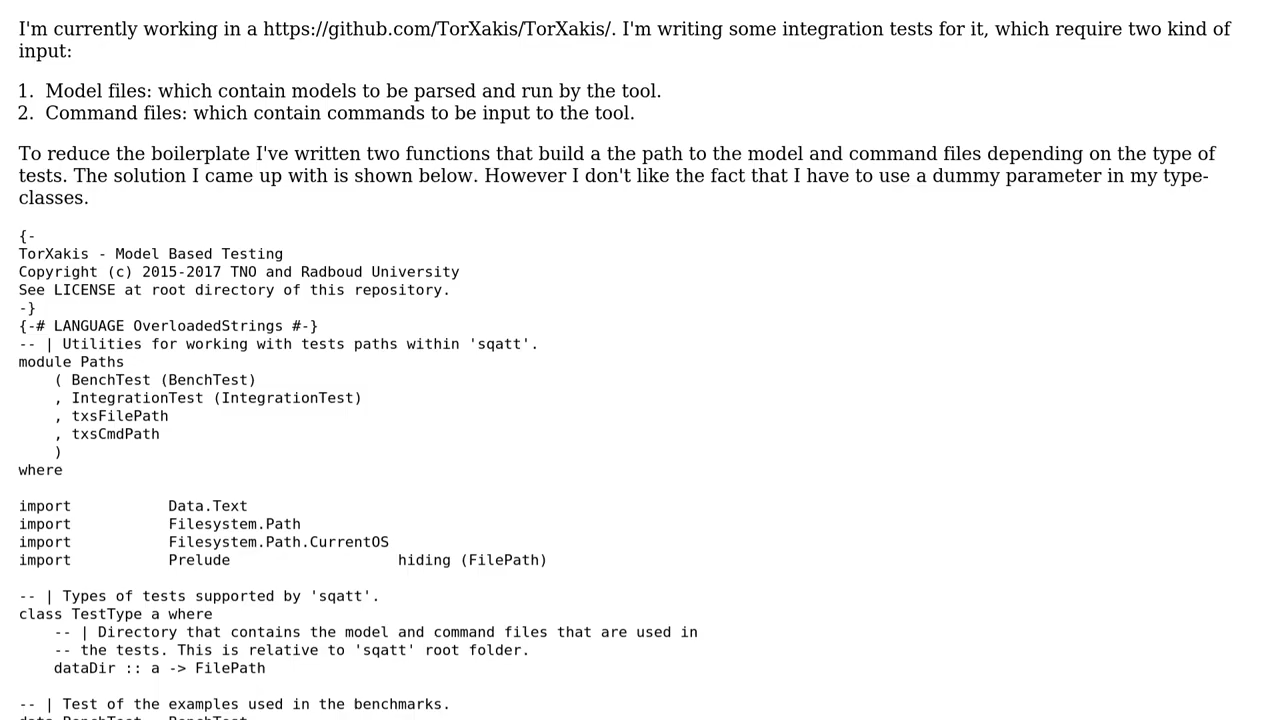 I'm currently working in a https://github.com/TorXakis/TorXakis/. I'm writing some integration tests for it, which require two kind of
input:
1. Model files: which contain models to be parsed and run by the tool.
2. Command files: which contain commands to be input to the tool.
To reduce the boilerplate I've written two functions that build a the path to the model and command files depending on the type of
tests. The solution I came up with is shown below. However I don't like the fact that I have to use a dummy parameter in my type-
classes.
{-
TorXakis - Model Based Testing
Copyright (c) 2015-2017 TNO and Radboud University
See LICENSE at root directory of this repository.
-}
{-# LANGUAGE OverloadedStrings #-}
-- | Utilities for working with tests paths within 'sqatt'.
module Paths
    ( BenchTest (BenchTest)
    , IntegrationTest (IntegrationTest)
    , txsFilePath
    , txsCmdPath
    )
where
import           Data.Text
import           Filesystem.Path
import           Filesystem.Path.CurrentOS
import           Prelude                   hiding (FilePath)
-- | Types of tests supported by 'sqatt'.
class TestType a where
    -- | Directory that contains the model and command files that are used in
    -- the tests. This is relative to 'sqatt' root folder.
    dataDir :: a -> FilePath
-- | Test of the examples used in the benchmarks.